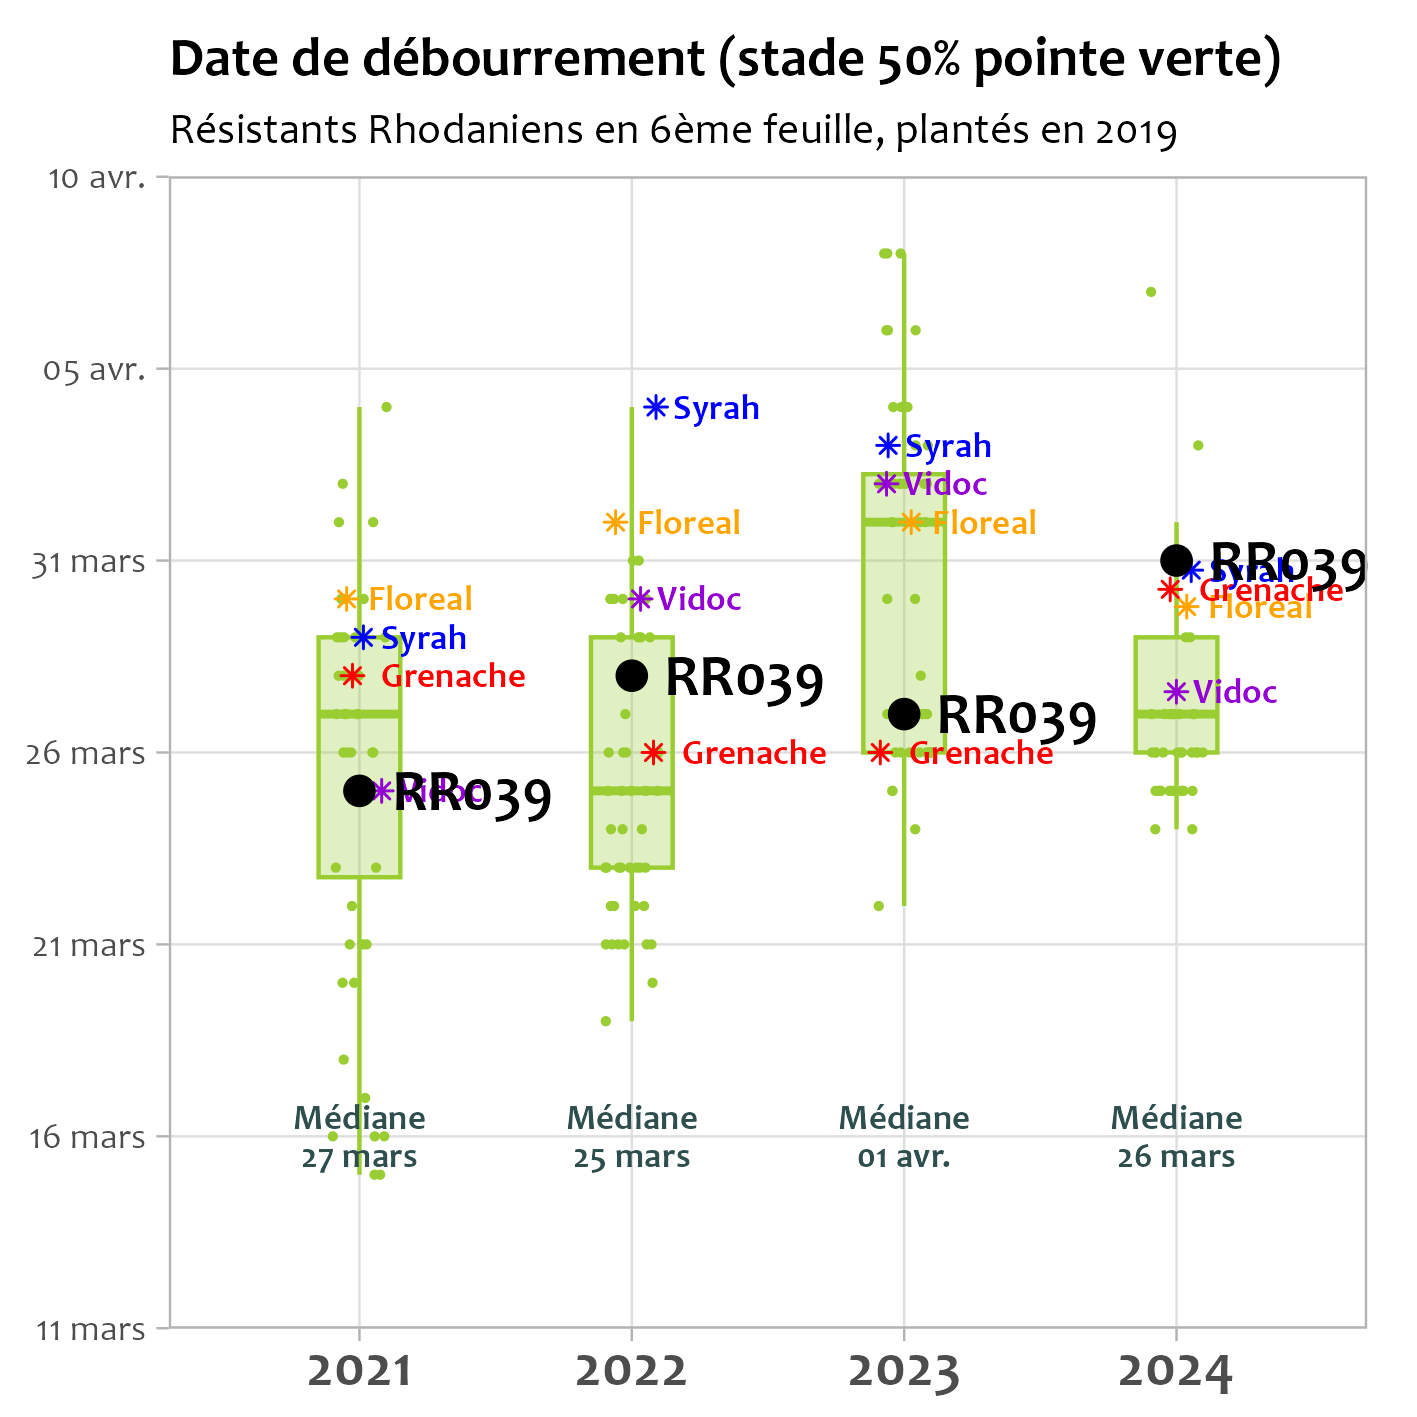 Date de débourrement (stade 50% pointe verte)
Résistants Rhodaniens en 6ème feuille, plantés en 2019
10 avr.
05 avr.
31 mars
26 mars
21 mars
16 mars
11 mars
Floreal
Syrah
Grenache
Vidoc
RR039
Médiane
27 mars
Syrah
Floreal
Vidoc
RR039
Grenache
Médiane
25 mars
Syrah
Vidoc
Floreal
RR039
Grenache
Médiane
01 avr.
RR039
Syrah
Grenache
Floreal
Vidoc
Médiane
26 mars
2021
2022
2023
2024